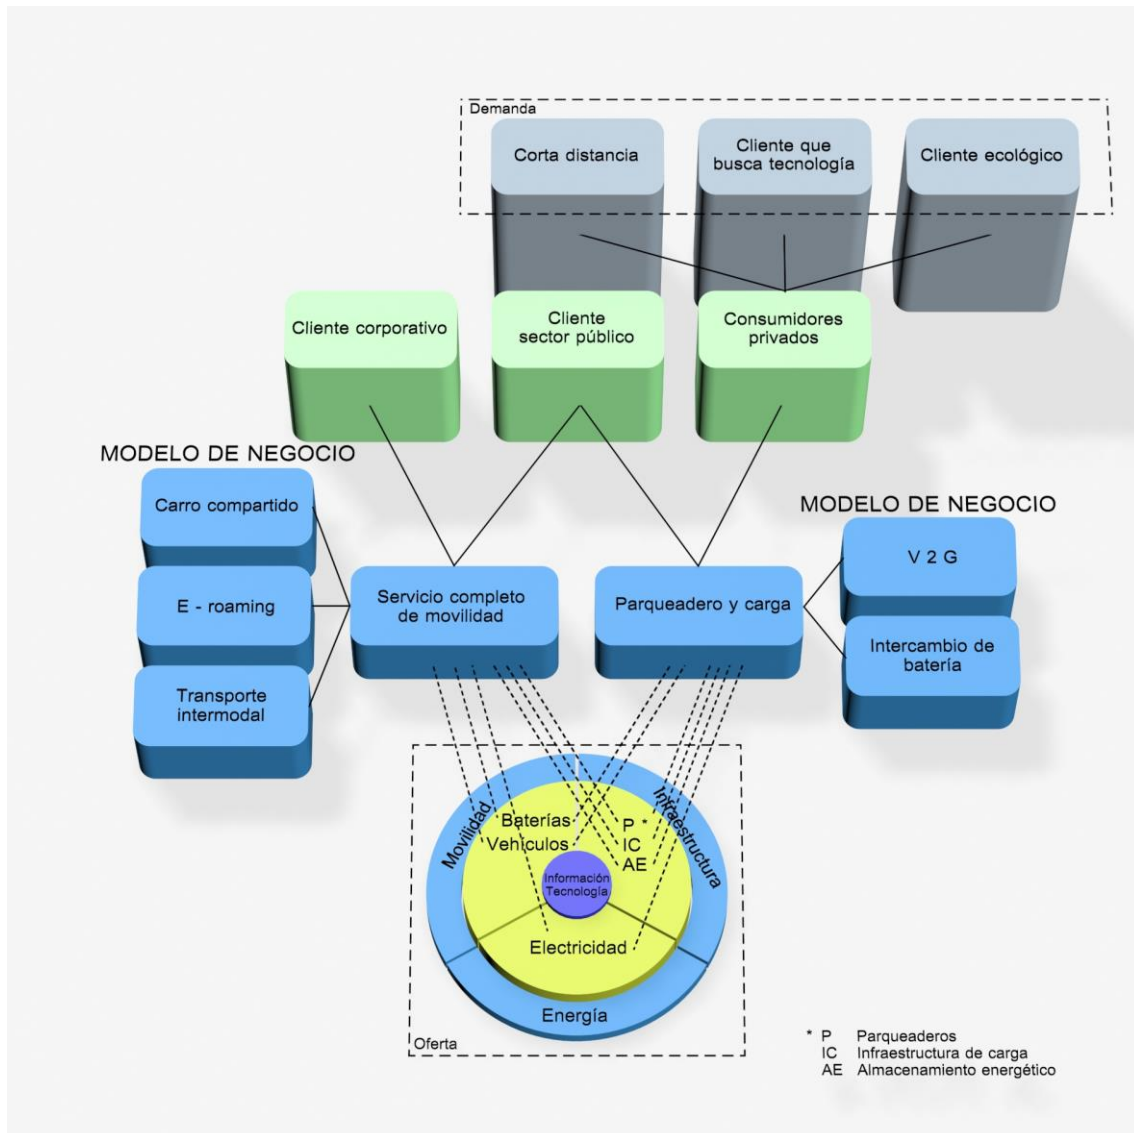 Demanda
Corta distancia
Cliente que
busca tecnología
Cliente ecológico
Cliente corporativo
Cliente
sector público
Consumidores
privados
MODELO DE NEGOCIO
Carro compartido
E - roaming
Transporte
intermodal
Servicio completo
de movilidad
Parqueadero y carga
MODELO DE NEGOCIO
V 2 G
Intercambio de
batería
Movilidad
Infraestructura
Baterías
Vehículos
P *
IC
AE
Información
Tecnología
Electricidad
Energía
Oferta
* P Parqueaderos
IC Infraestructura de carga
AE Almacenamiento energético